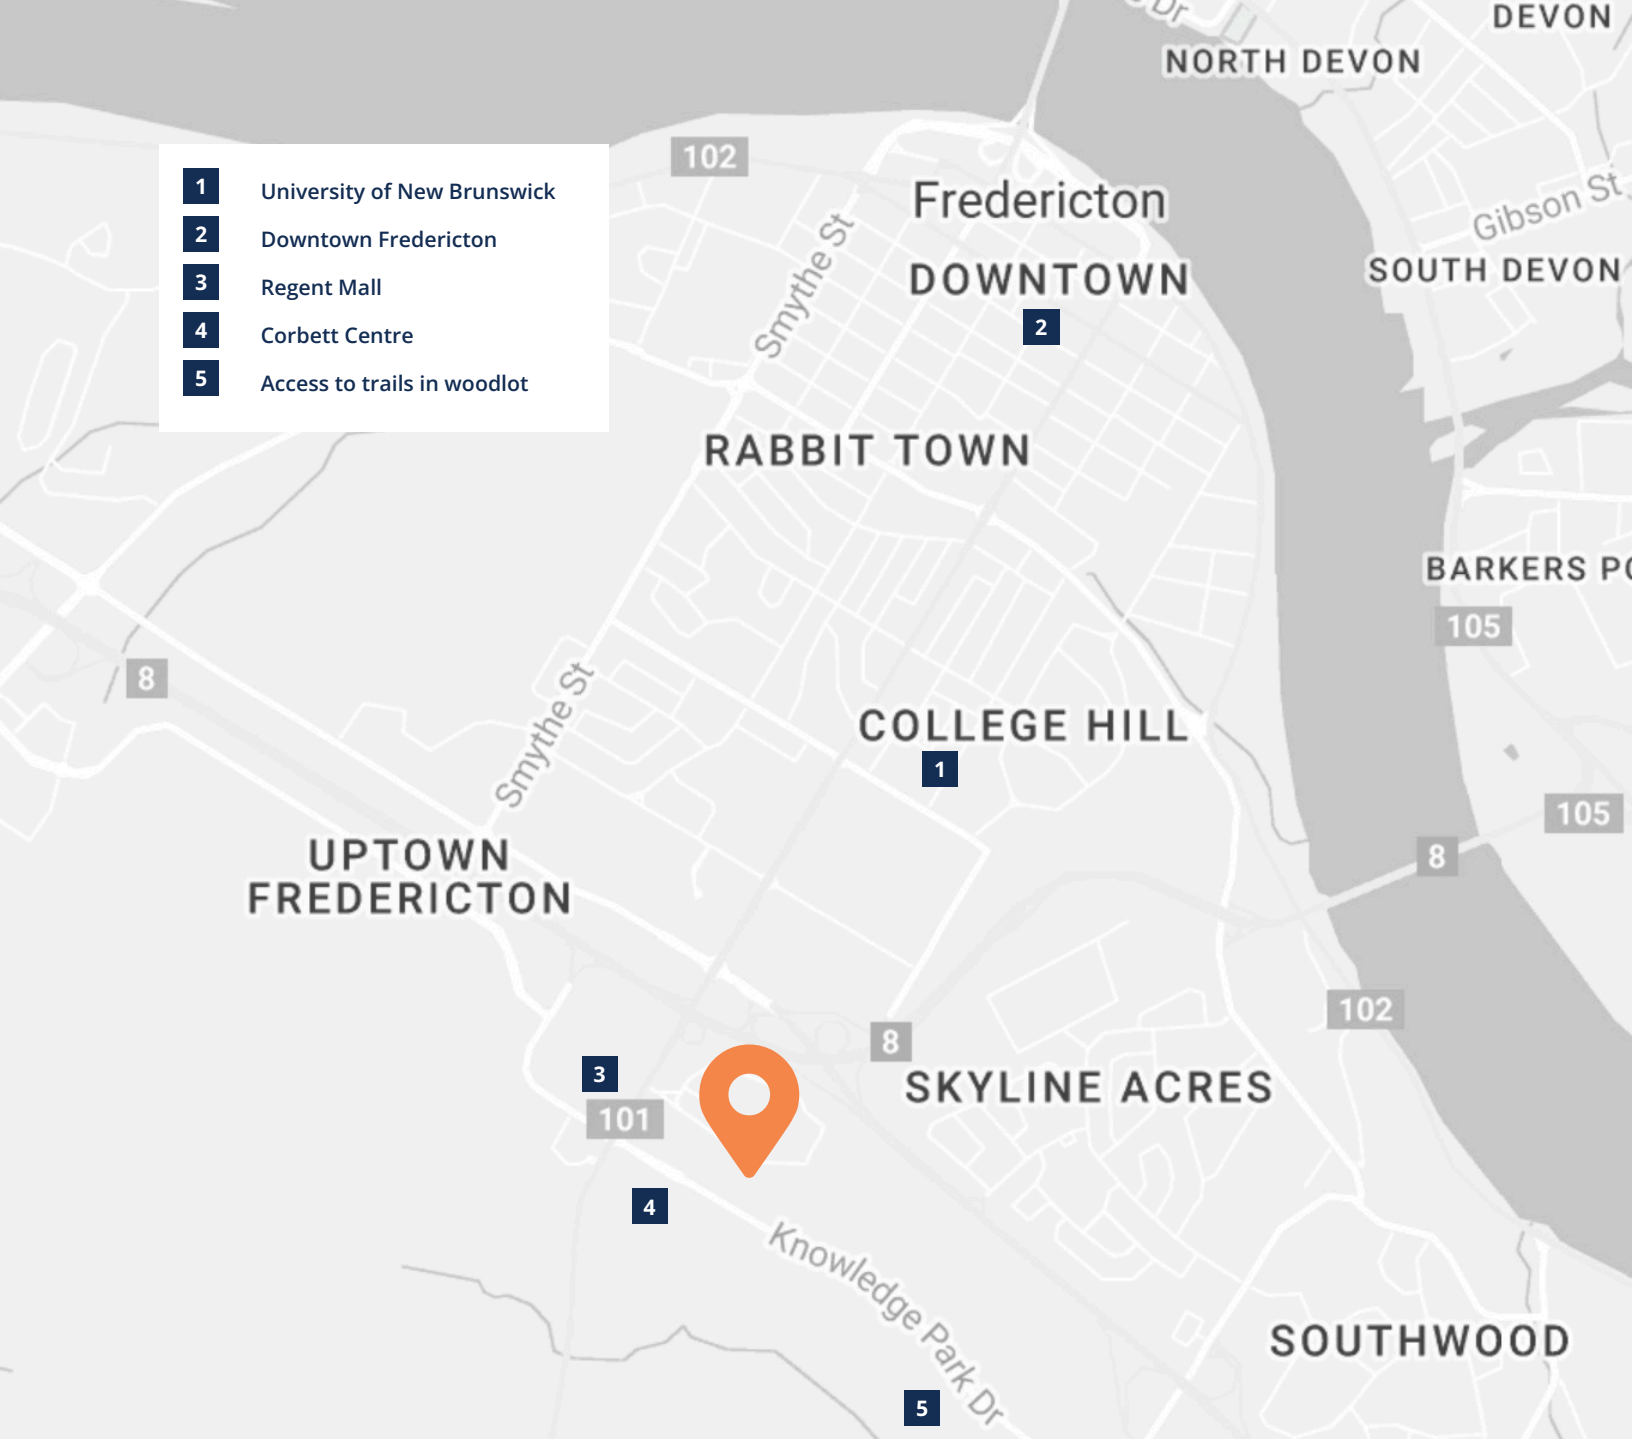 Dr
DEVON
NORTH DEVON
1 University of New Brunswick
2 Downtown Fredericton
3 Regent Mall
4 Corbett Centre
5 Access to trails in woodlot
102
Fredericton
Gibson St
Smythe St
DOWNTOWN
SOUTH DEVON
2
RABBIT TOWN
BARKERS PO
105
8
Smythe St
COLLEGE HILL
1
105
UPTOWN
FREDERICTON
8
102
8
3
SKYLINE ACRES
101
4
Knowledge Park Dr
SOUTHWOOD
5